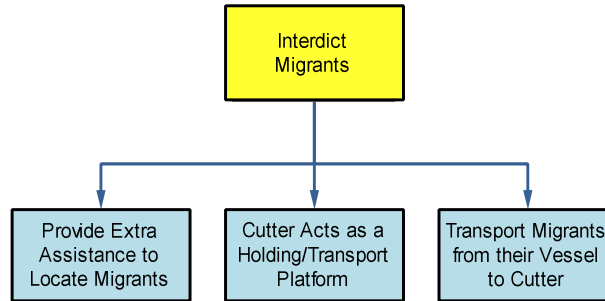 Interdict
Migrants
Provide Extra
Assistance to
Locate Migrants
Cutter Acts as a
Holding/Transport
Platform
Transport Migrants
from their Vessel
to Cutter